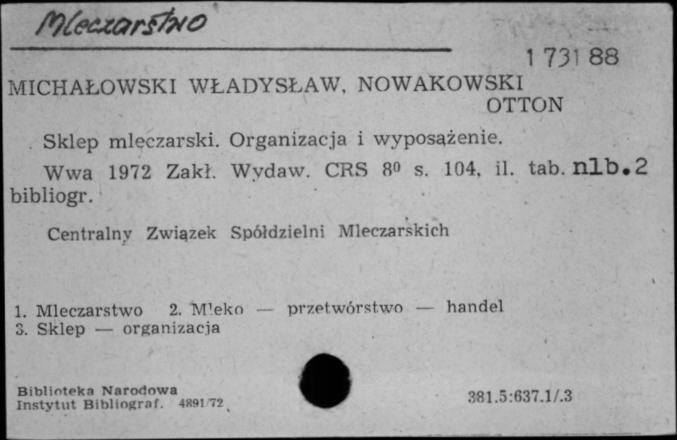 Mleczarstwo
1 731 88
MICHAŁOWSKI WŁADYSŁAW, NOWAKOWSKI
OTTON
Sklep mleczarski. Organizacja i wyposążenie.
Wwa 1972 Zakł. Wydaw. CRS 8⁰ s. 104, il. tab. nlb.2
bibliogr.
Centralny Związek Spółdzielni Mleczarskich
1. Mleczarstwo 2. Mleko — przetwórstwo — handel
3. Sklep — organizacja
Biblioteka Narodowa
Instytut Bibliograf. 4891/72
381.5:637.1/.3